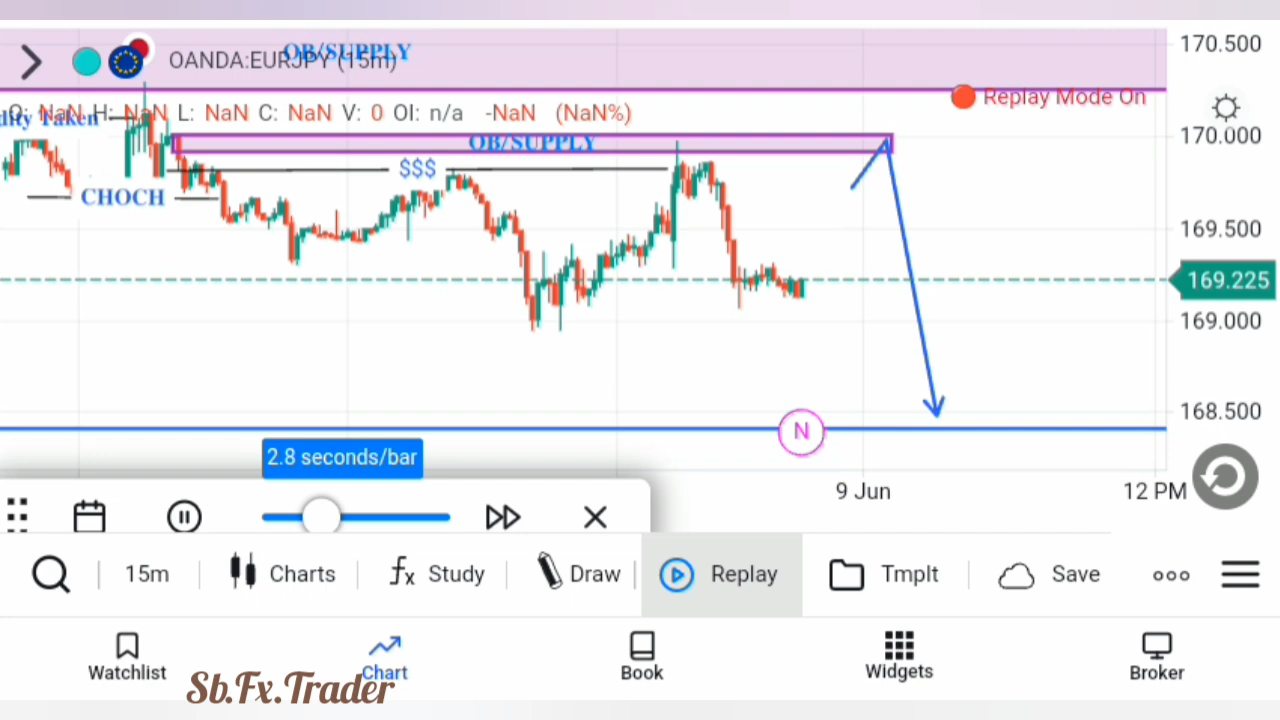 OB/SUPPLY
170.500
OANDA:EURJPY (15m)
Replay Mode On
O: NaN H: NaN L: NaN C: NaN V: 0 OI: n/a -NaN (NaN%)
Taken
170.000
OB/SUPPLY
$$$
CHOCH
169.500
169.225
169.000
168.500
N
2.8 seconds/bar
9 Jun
12 PM
15m Charts fx Study Draw Replay Tmplt Save
Watchlist Chart Book Widgets Broker
Sb.Fx.Trader